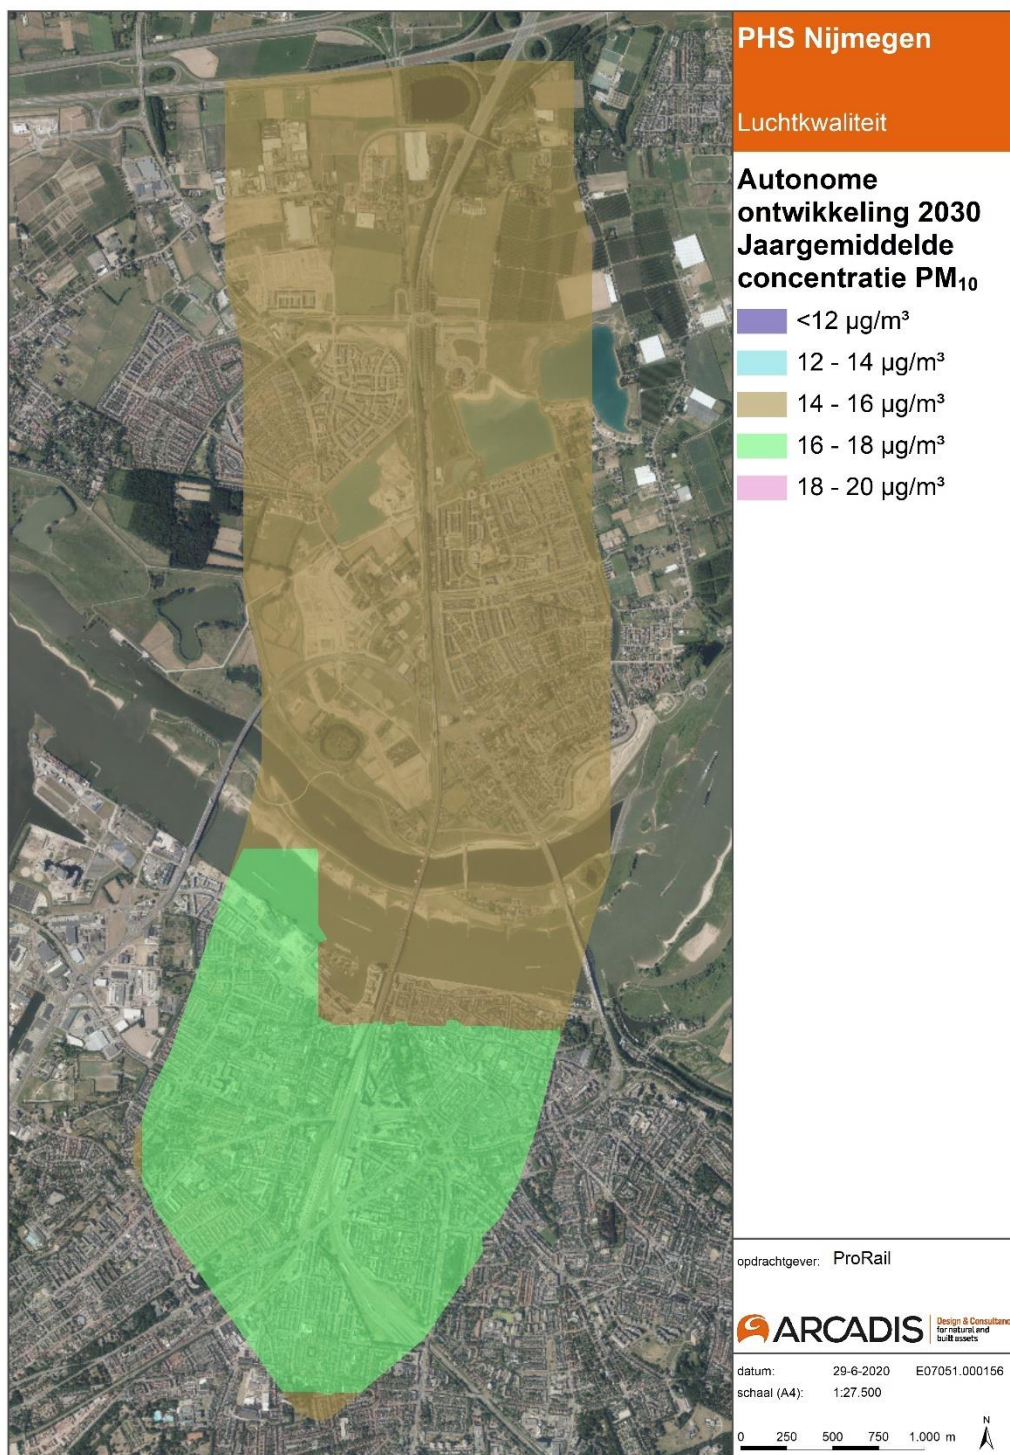 PHS Nijmegen
Luchtkwaliteit
Autonome
ontwikkeling 2030
Jaargemiddelde
concentratie PM₁₀
<12 µg/m³
12 - 14 µg/m³
14 - 16 µg/m³
16 - 18 µg/m³
18 - 20 µg/m³
opdrachtgever: ProRail
ARCADIS
Design & Consultancy
for natural and
built assets
datum: 29-6-2020 E07051.000156
schaal (A4): 1:27.500
N
0 250 500 750 1.000 m